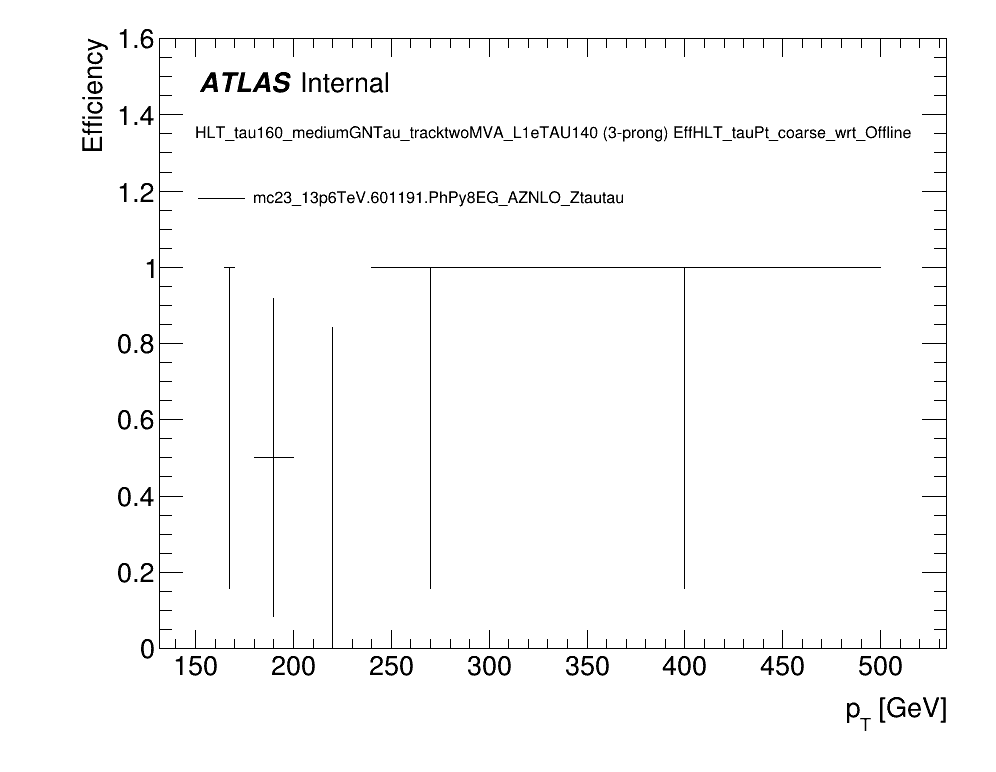 Efficiency
1.6
1.4
1.2
1
0.8
0.6
0.4
0.2
0
ATLAS Internal
HLT_tau160_mediumGNTau_tracktwoMVA_L1eTAU140 (3-prong) EffHLT_tauPt_coarse_wrt_Offline
mc23_13p6TeV.601191.PhPy8EG_AZNLO_Ztautau
150 200 250 300 350 400 450 500
p_T [GeV]